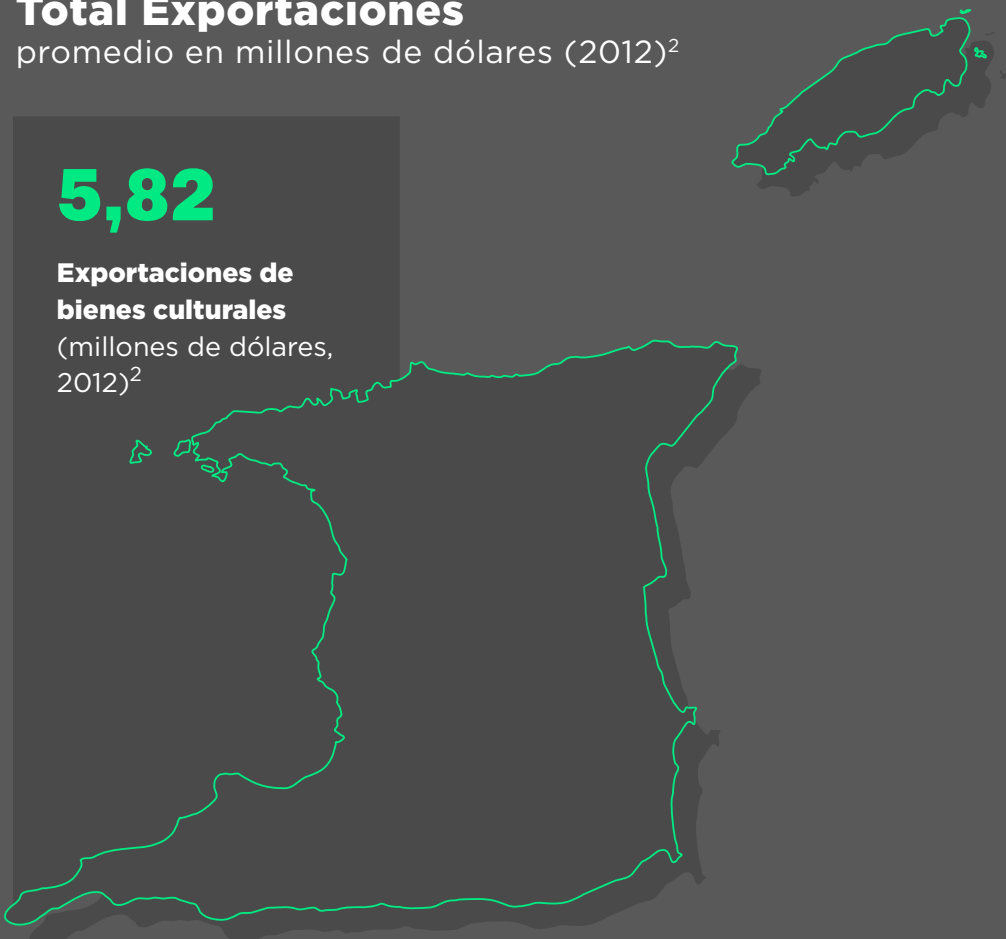 Total Exportaciones
promedio en millones de dólares (2012)²
5,82
Exportaciones de
bienes culturales
(millones de dólares,
2012)²